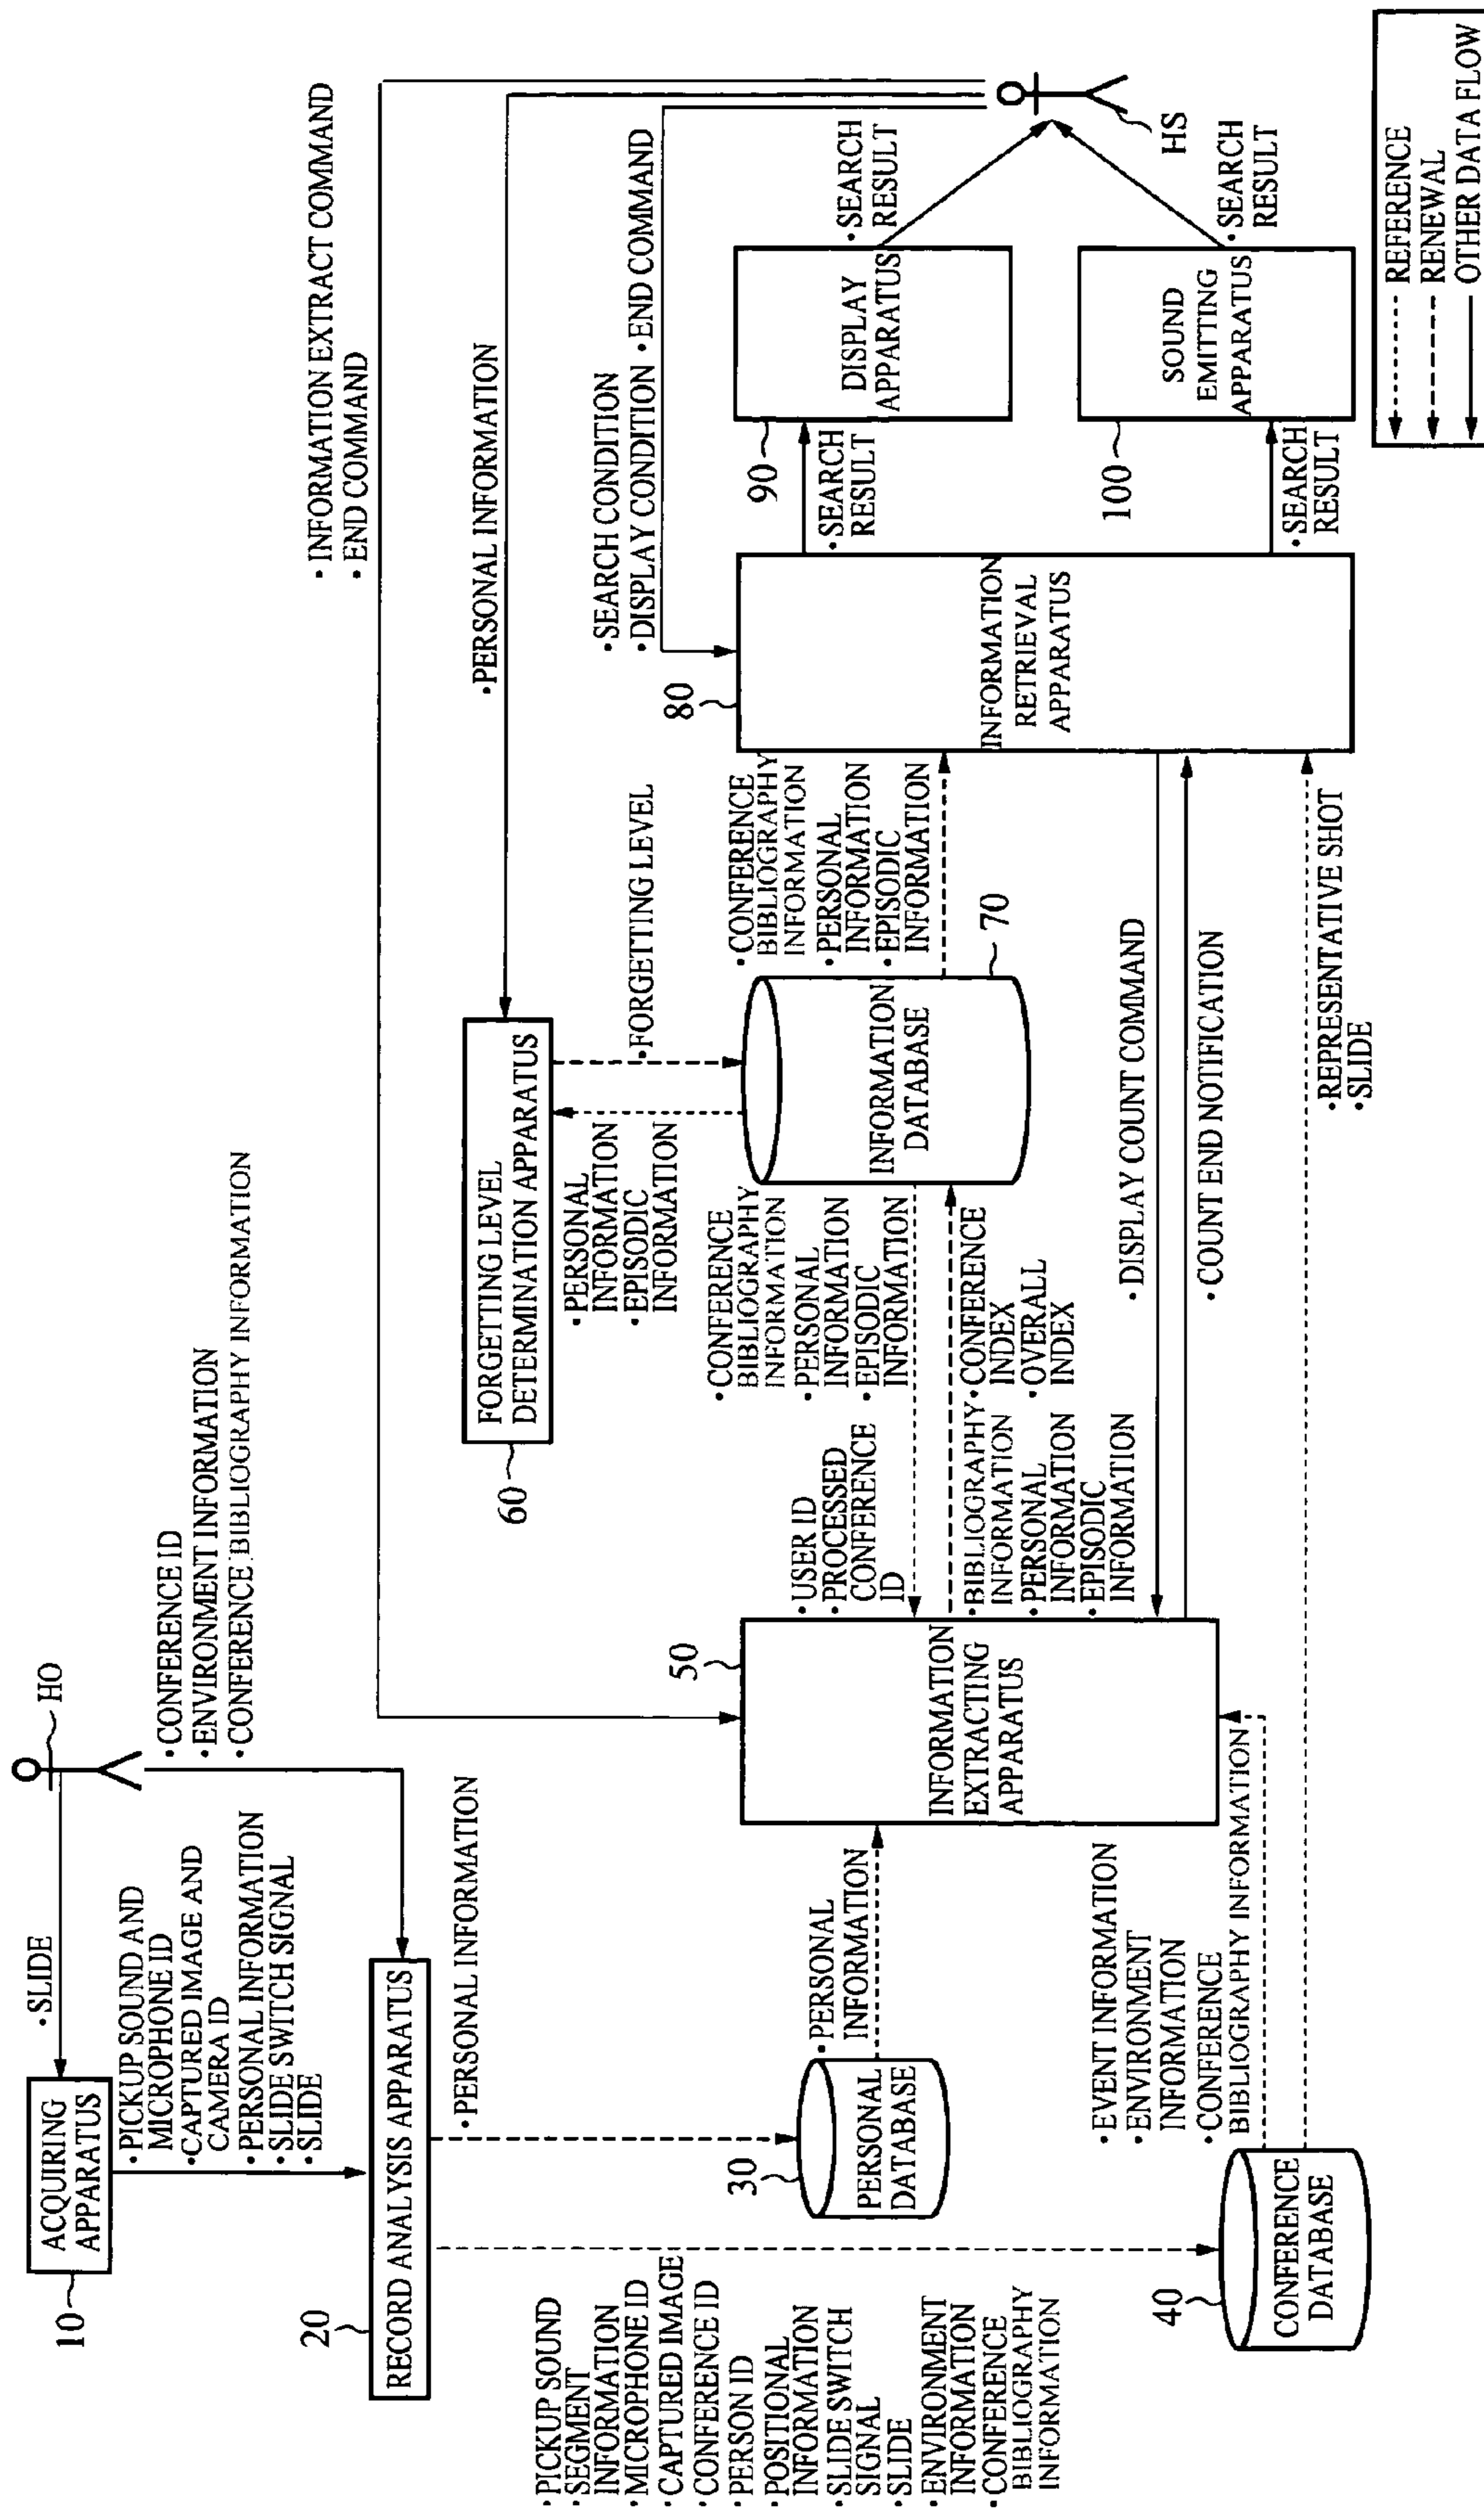 • SLIDE
HO
ACQUIRING
APPARATUS
10
• PICKUP SOUND AND
MICROPHONE ID
• CAPTURED IMAGE AND
CAMERA ID
• PERSONAL INFORMATION
• SLIDE SWITCH SIGNAL
• SLIDE
• CONFERENCE ID
• ENVIRONMENT INFORMATION
• CONFERENCE BIBLIOGRAPHY INFORMATION
20
RECORD ANALYSIS APPARATUS
• PERSONAL INFORMATION
• PICKUP SOUND
• SEGMENT
INFORMATION
• MICROPHONE ID
• CAPTURED IMAGE
• CONFERENCE ID
• PERSON ID
• POSITIONAL
INFORMATION
• SLIDE SWITCH
SIGNAL
• SLIDE
• ENVIRONMENT
INFORMATION
• CONFERENCE
BIBLIOGRAPHY
INFORMATION
30
PERSONAL
DATABASE
• PERSONAL
INFORMATION
40
CONFERENCE
DATABASE
• EVENT INFORMATION
• ENVIRONMENT
INFORMATION
• CONFERENCE
BIBLIOGRAPHY INFORMATION
50
INFORMATION
EXTRACTING
APPARATUS
• INFORMATION EXTRACT COMMAND
• END COMMAND
• PERSONAL INFORMATION
60
FORGETTING LEVEL
DETERMINATION APPARATUS
• PERSONAL
INFORMATION
• EPISODIC
INFORMATION
• FORGETTING LEVEL
• USER ID
• PROCESSED
CONFERENCE
ID
• CONFERENCE
BIBLIOGRAPHY
INFORMATION
• PERSONAL
INFORMATION
• EPISODIC
INFORMATION
• BIBLIOGRAPHY
INFORMATION
• PERSONAL
INFORMATION
• EPISODIC
INFORMATION
• CONFERENCE
INDEX
• OVERALL
INDEX
INFORMATION
DATABASE
70
• CONFERENCE
BIBLIOGRAPHY
INFORMATION
• PERSONAL
INFORMATION
• EPISODIC
INFORMATION
• DISPLAY COUNT COMMAND
• COUNT END NOTIFICATION
• REPRESENTATIVE SHOT
• SLIDE
• SEARCH CONDITION
• DISPLAY CONDITION • END COMMAND
80
INFORMATION
RETRIEVAL
APPARATUS
• SEARCH
RESULT
• SEARCH
RESULT
90
DISPLAY
APPARATUS
100
SOUND
EMITTING
APPARATUS
• SEARCH
RESULT
• SEARCH
RESULT
HS
REFERENCE
RENEWAL
OTHER DATA FLOW